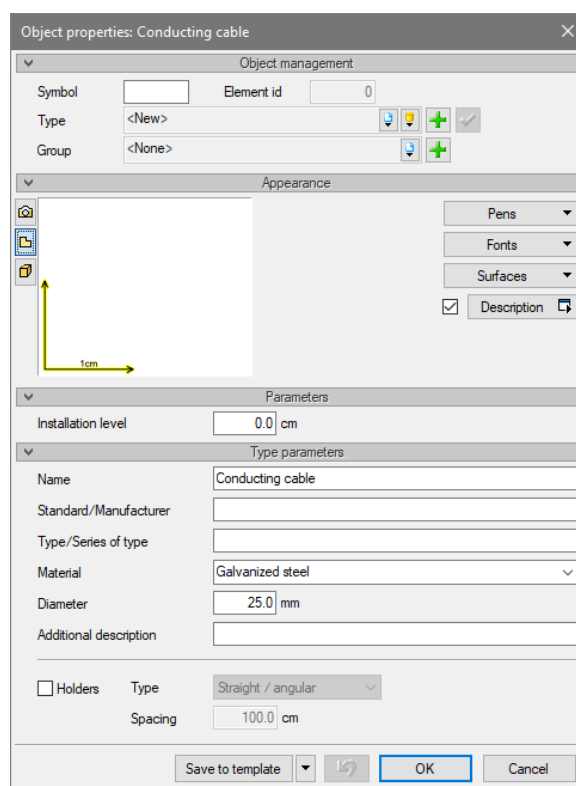 Object properties: Conducting cable
Object management
Symbol Element id 0
Type <New>
Group <None>
Appearance
Pens
Fonts
Surfaces
Description
1cm
Parameters
Installation level 0.0 cm
Type parameters
Name Conducting cable
Standard/Manufacturer
Type/Series of type
Material Galvanized steel
Diameter 25.0 mm
Additional description
Holders Type Straight / angular
Spacing 100.0 cm
Save to template OK Cancel